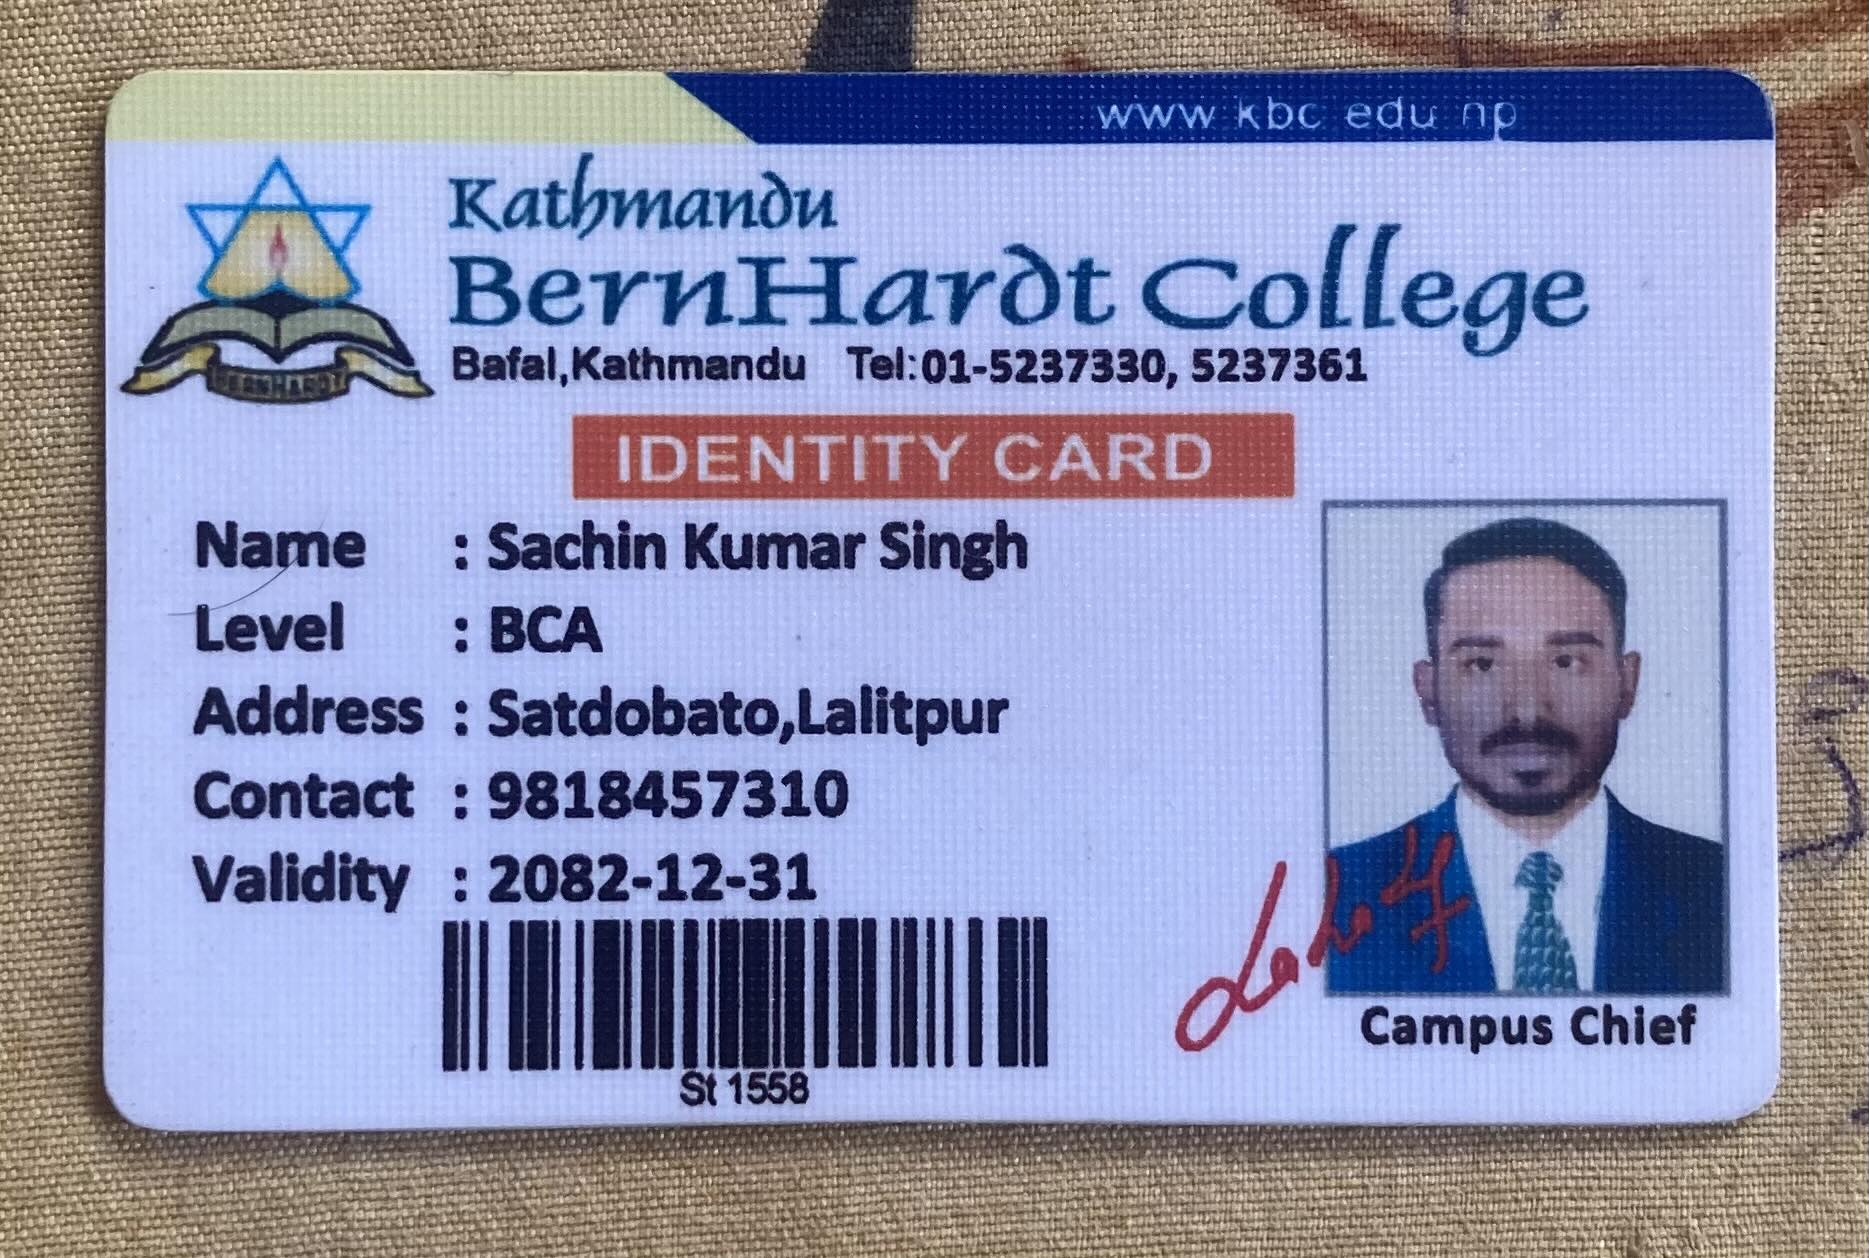 www kbc edu np
Kathmandu
BernHardt College
Bafal,Kathmandu Tel:01-5237330, 5237361
BERNHARDT
IDENTITY CARD
Name : Sachin Kumar Singh
Level : BCA
Address : Satdobato,Lalitpur
Contact : 9818457310
Validity : 2082-12-31
St 1558
Campus Chief